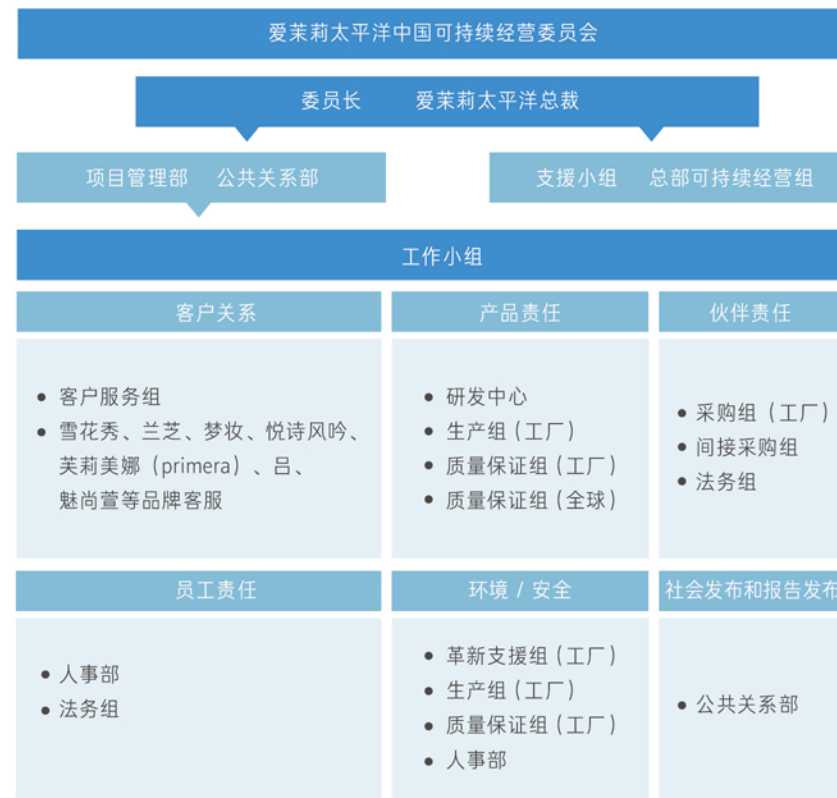 爱茉莉太平洋中国可持续经营委员会
委员长 爱茉莉太平洋总裁
项目管理部 公共关系部
支援小组 总部可持续经营组
工作小组
客户关系
● 客户服务组
● 雪花秀、兰芝、梦妆、悦诗风吟、
芙莉美娜（primera）、吕、
魅尚萱等品牌客服
产品责任
● 研发中心
● 生产组（工厂）
● 质量保证组（工厂）
● 质量保证组（全球）
伙伴责任
● 采购组（工厂）
● 间接采购组
● 法务组
员工责任
● 人事部
● 法务组
环境 / 安全
● 革新支援组（工厂）
● 生产组（工厂）
● 质量保证组（工厂）
● 人事部
社会发布和报告发布
● 公共关系部